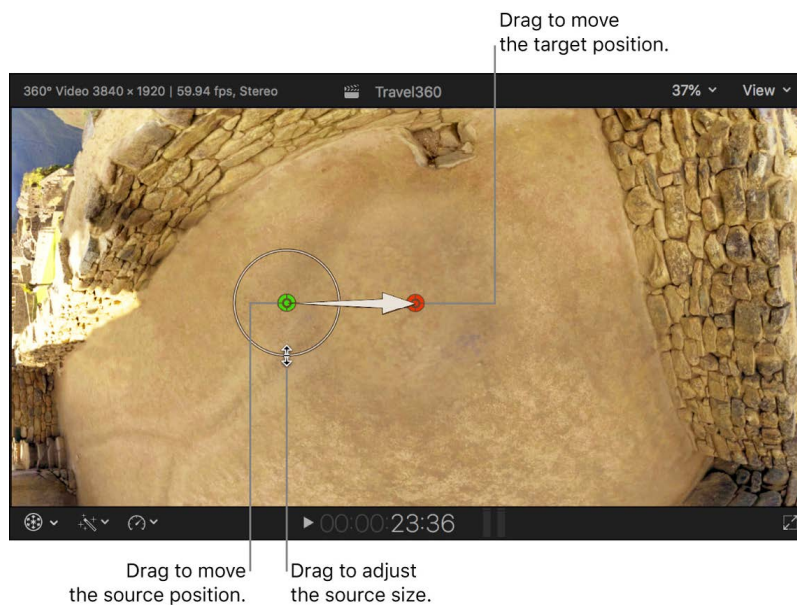 Drag to move
the target position.
360° Video 3840 × 1920 | 59.94 fps, Stereo
Travel360
37%
View
00:00:23:36
Drag to move
the source position.
Drag to adjust
the source size.